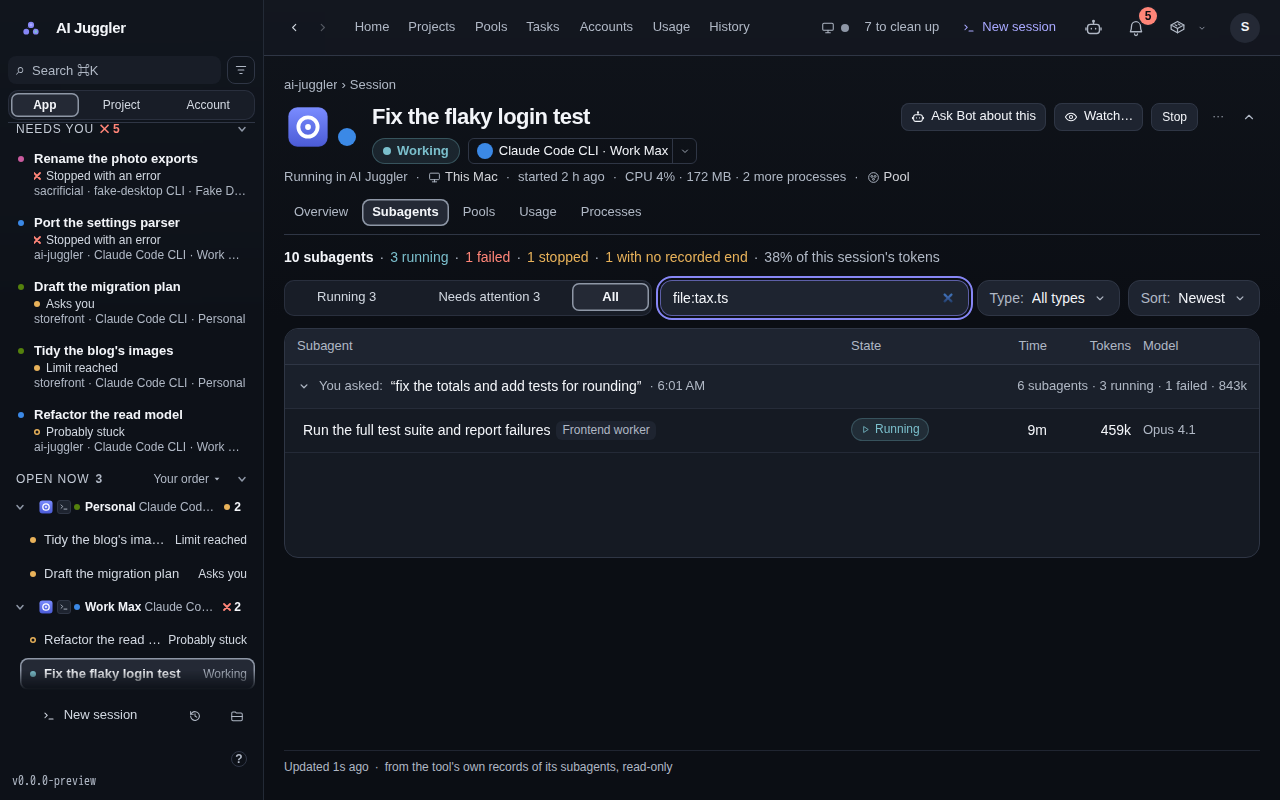 AI Juggler
Search ⌘K
App Project Account
NEEDS YOU 5
Rename the photo exports
Stopped with an error
sacrificial · fake-desktop CLI · Fake D…
Port the settings parser
Stopped with an error
ai-juggler · Claude Code CLI · Work …
Draft the migration plan
Asks you
storefront · Claude Code CLI · Personal
Tidy the blog's images
Limit reached
storefront · Claude Code CLI · Personal
Refactor the read model
Probably stuck
ai-juggler · Claude Code CLI · Work …
OPEN NOW 3 Your order
Personal Claude Cod… 2
Tidy the blog's ima… Limit reached
Draft the migration plan Asks you
Work Max Claude Co… 2
Refactor the read … Probably stuck
Fix the flaky login test Working
New session
?
v0.0.0-preview
Home Projects Pools Tasks Accounts Usage History 7 to clean up New session 5 S
ai-juggler › Session
Fix the flaky login test
Ask Bot about this Watch… Stop ···
Working Claude Code CLI · Work Max
Running in AI Juggler · This Mac · started 2 h ago · CPU 4% · 172 MB · 2 more processes · Pool
Overview Subagents Pools Usage Processes
10 subagents · 3 running · 1 failed · 1 stopped · 1 with no recorded end · 38% of this session's tokens
Running 3 Needs attention 3 All file:tax.ts Type: All types Sort: Newest
Subagent State Time Tokens Model
You asked: “fix the totals and add tests for rounding” · 6:01 AM 6 subagents · 3 running · 1 failed · 843k
Run the full test suite and report failures Frontend worker Running 9m 459k Opus 4.1
Updated 1s ago · from the tool's own records of its subagents, read-only